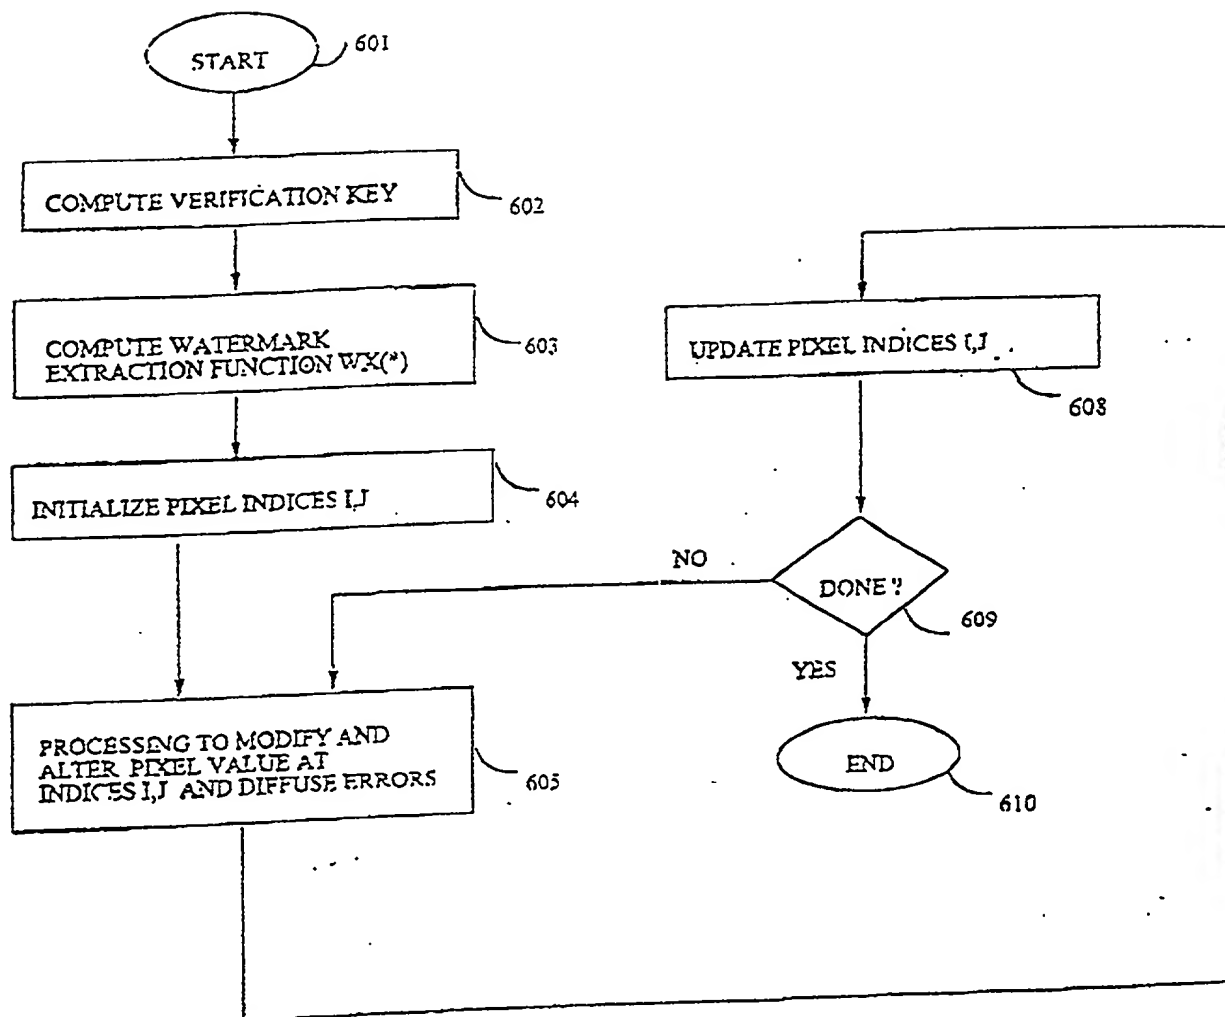 START
601
COMPUTE VERIFICATION KEY
602
COMPUTE WATERMARK
EXTRACTION FUNCTION WX(*)
603
INITIALIZE PIXEL INDICES I,J
604
PROCESSING TO MODIFY AND
ALTER PIXEL VALUE AT
INDICES I,J AND DIFFUSE ERRORS
605
UPDATE PIXEL INDICES I,J
608
DONE?
609
NO
YES
END
610